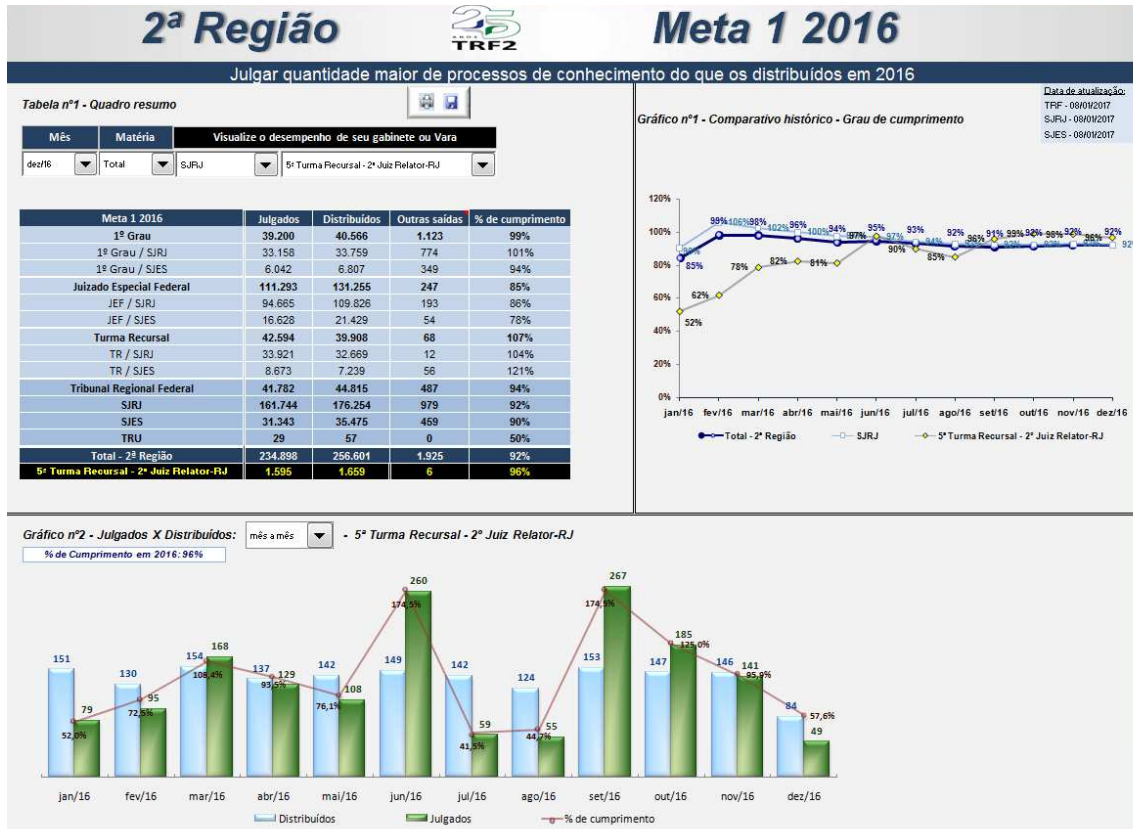 2ª Região
25
ANOS
TRF2
Meta 1 2016
Julgar quantidade maior de processos de conhecimento do que os distribuídos em 2016
Tabela nº1 - Quadro resumo
Mês Matéria Visualize o desempenho de seu gabinete ou Vara
dez/16 Total SJRJ 5ª Turma Recursal - 2º Juiz Relator-RJ
Meta 1 2016 Julgados Distribuídos Outras saídas % de cumprimento
1º Grau 39.200 40.566 1.123 99%
1º Grau / SJRJ 33.158 33.759 774 101%
1º Grau / SJES 6.042 6.807 349 94%
Juizado Especial Federal 111.293 131.255 247 85%
JEF / SJRJ 94.665 109.826 193 86%
JEF / SJES 16.628 21.429 54 78%
Turma Recursal 42.594 39.908 68 107%
TR / SJRJ 33.921 32.669 12 104%
TR / SJES 8.673 7.239 56 121%
Tribunal Regional Federal 41.782 44.815 487 94%
SJRJ 161.744 176.254 979 92%
SJES 31.343 35.475 459 90%
TRU 29 57 0 50%
Total - 2ª Região 234.898 256.601 1.925 92%
5ª Turma Recursal - 2º Juiz Relator-RJ 1.595 1.659 6 96%
Data de atualização:
TRF - 08/01/2017
SJRJ - 08/01/2017
SJES - 08/01/2017
Gráfico nº1 - Comparativo histórico - Grau de cumprimento
120%
100%
80%
60%
40%
20%
0%
99% 106% 98% 102% 96% 100% 94% 97% 95% 97% 93% 94% 92% 96% 91% 92% 99% 92% 98% 92% 96% 92%
90% 85% 78% 82% 81% 90% 85% 92%
62%
52%
jan/16 fev/16 mar/16 abr/16 mai/16 jun/16 jul/16 ago/16 set/16 out/16 nov/16 dez/16
Total - 2ª Região SJRJ 5ª Turma Recursal - 2º Juiz Relator-RJ
Gráfico nº2 - Julgados X Distribuídos: mês a mês - 5ª Turma Recursal - 2º Juiz Relator-RJ
% de Cumprimento em 2016: 96%
151 79 52,0%
130 95 72,5%
154 168 108,4%
137 129 93,5%
142 108 76,1%
149 260 174,5%
142 59 41,5%
124 55 44,7%
153 267 174,5%
147 185 125,0%
146 141 95,9%
84 49 57,6%
jan/16 fev/16 mar/16 abr/16 mai/16 jun/16 jul/16 ago/16 set/16 out/16 nov/16 dez/16
Distribuídos Julgados % de cumprimento